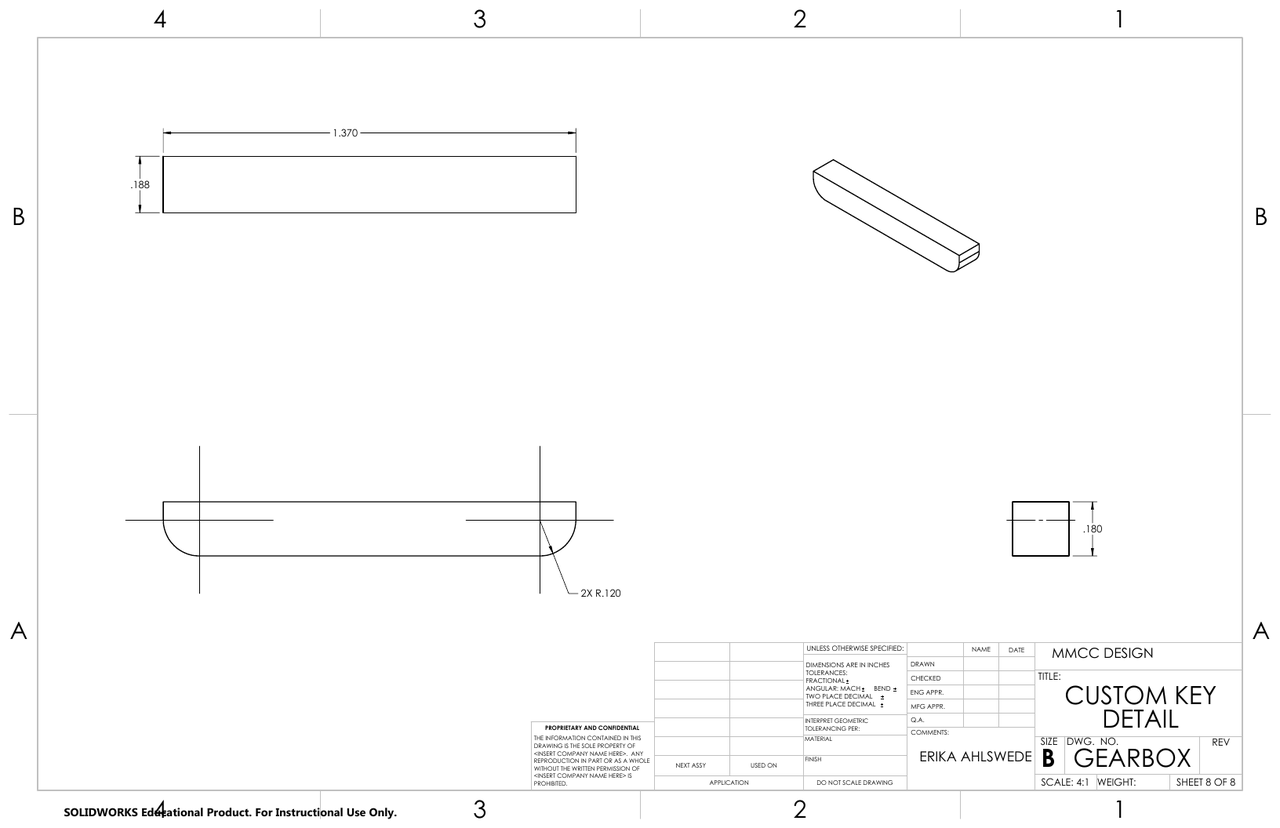 4 3 2 1
1.370
.188
B B
.180
2X R.120
A A
UNLESS OTHERWISE SPECIFIED:
DIMENSIONS ARE IN INCHES
TOLERANCES:
FRACTIONAL ±
ANGULAR: MACH ± BEND ±
TWO PLACE DECIMAL ±
THREE PLACE DECIMAL ±
INTERPRET GEOMETRIC
TOLERANCING PER:
MATERIAL
FINISH
DO NOT SCALE DRAWING
NEXT ASSY USED ON
APPLICATION
PROPRIETARY AND CONFIDENTIAL
THE INFORMATION CONTAINED IN THIS
DRAWING IS THE SOLE PROPERTY OF
<INSERT COMPANY NAME HERE>. ANY
REPRODUCTION IN PART OR AS A WHOLE
WITHOUT THE WRITTEN PERMISSION OF
<INSERT COMPANY NAME HERE> IS
PROHIBITED.
NAME DATE
DRAWN
CHECKED
ENG APPR.
MFG APPR.
Q.A.
COMMENTS:
ERIKA AHLSWEDE
MMCC DESIGN
TITLE:
CUSTOM KEY
DETAIL
SIZE DWG. NO. REV
B GEARBOX
SCALE: 4:1 WEIGHT: SHEET 8 OF 8
4 3 2 1
SOLIDWORKS Educational Product. For Instructional Use Only.